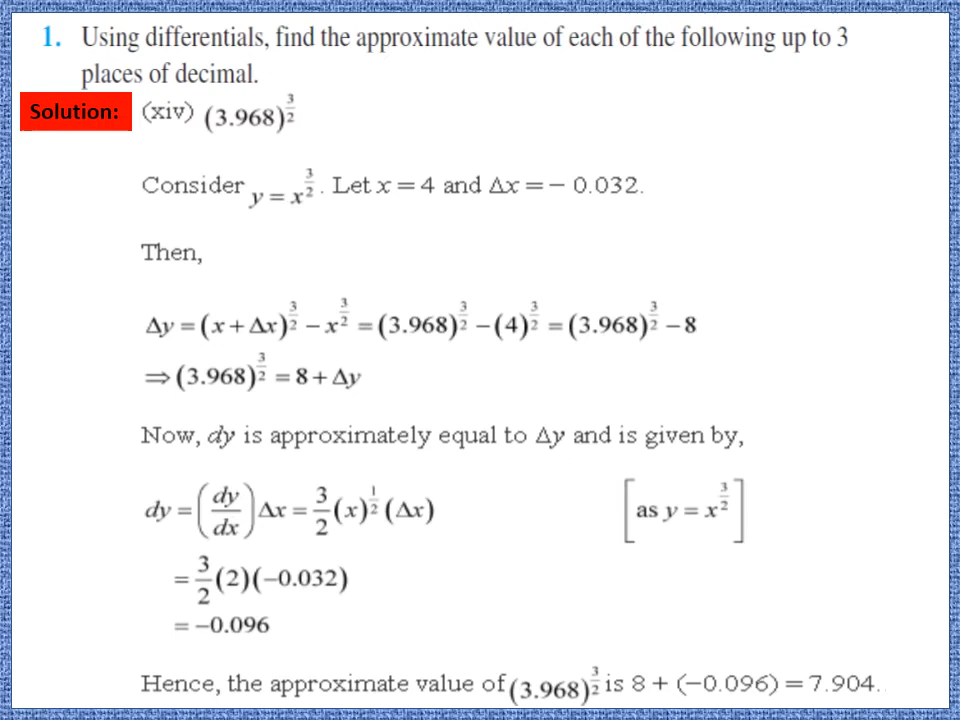 1. Using differentials, find the approximate value of each of the following up to 3
places of decimal.
Solution: (xiv) (3.968)^(3/2)
Consider y = x^(3/2). Let x = 4 and Δx = − 0.032.
Then,
Δy = (x + Δx)^(3/2) − x^(3/2) = (3.968)^(3/2) − (4)^(3/2) = (3.968)^(3/2) − 8
⇒ (3.968)^(3/2) = 8 + Δy
Now, dy is approximately equal to Δy and is given by,
dy = (dy/dx) Δx = 3/2 (x)^(1/2) (Δx) [as y = x^(3/2)]
= 3/2 (2)(−0.032)
= −0.096
Hence, the approximate value of (3.968)^(3/2) is 8 + (−0.096) = 7.904.